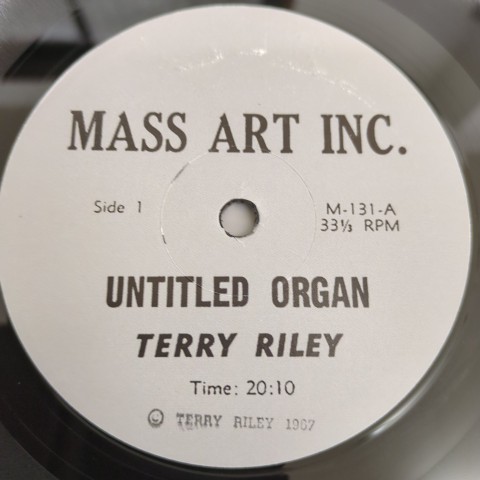 MASS ART INC.
Side 1
M-131-A
33⅓ RPM
UNTITLED ORGAN
TERRY RILEY
Time: 20:10
© TERRY RILEY 1967